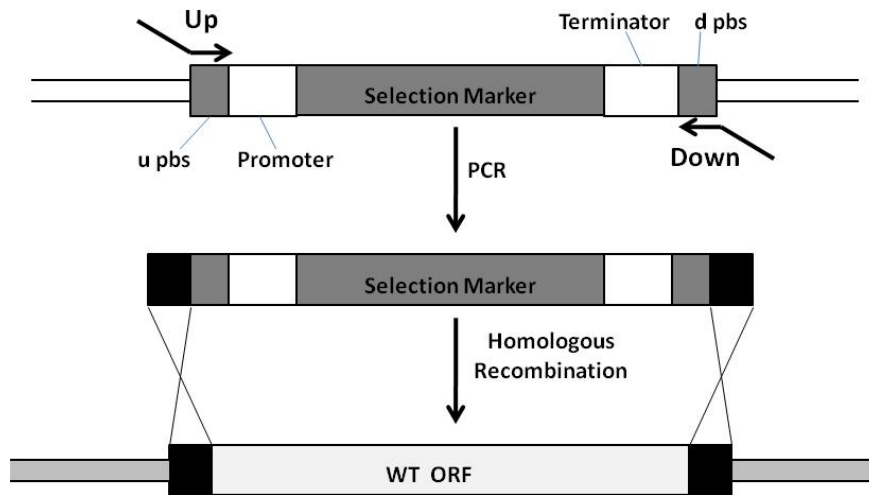 Up
Terminator
d pbs
Selection Marker
u pbs
Promoter
Down
PCR
Selection Marker
Homologous
Recombination
WT ORF